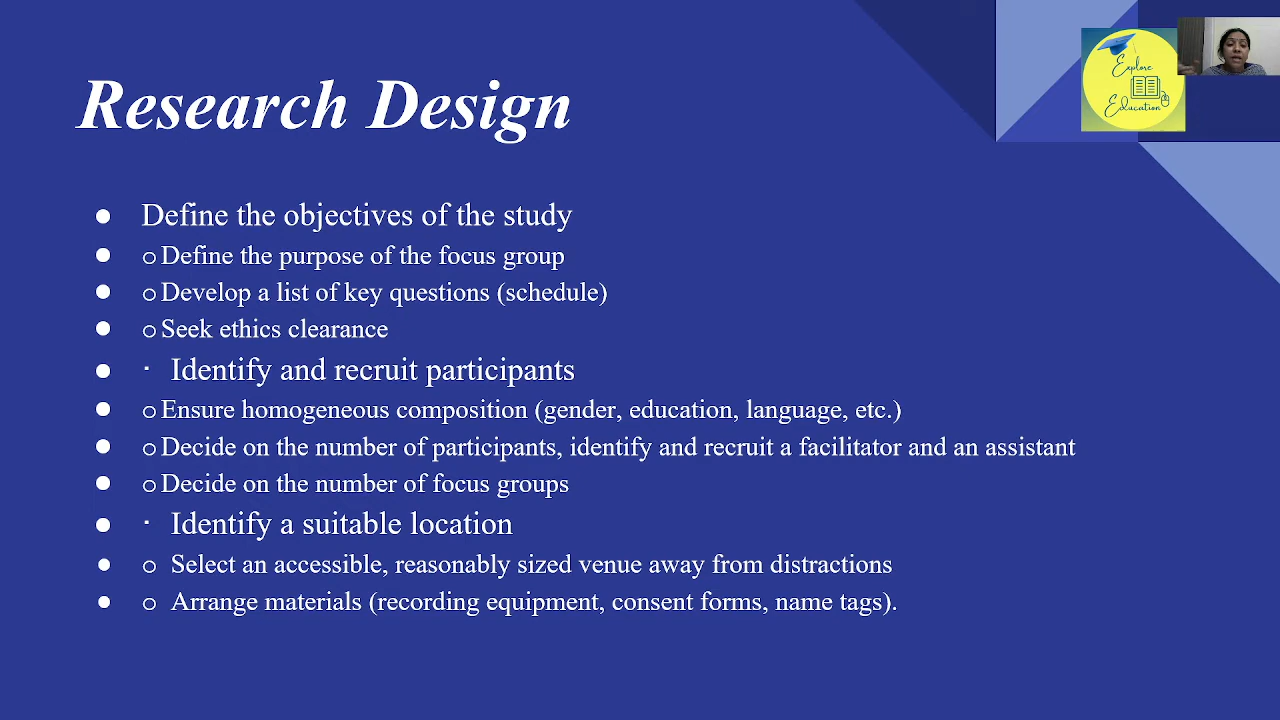 Research Design
Explore
Education
● Define the objectives of the study
● o Define the purpose of the focus group
● o Develop a list of key questions (schedule)
● o Seek ethics clearance
● · Identify and recruit participants
● o Ensure homogeneous composition (gender, education, language, etc.)
● o Decide on the number of participants, identify and recruit a facilitator and an assistant
● o Decide on the number of focus groups
● · Identify a suitable location
● o Select an accessible, reasonably sized venue away from distractions
● o Arrange materials (recording equipment, consent forms, name tags).